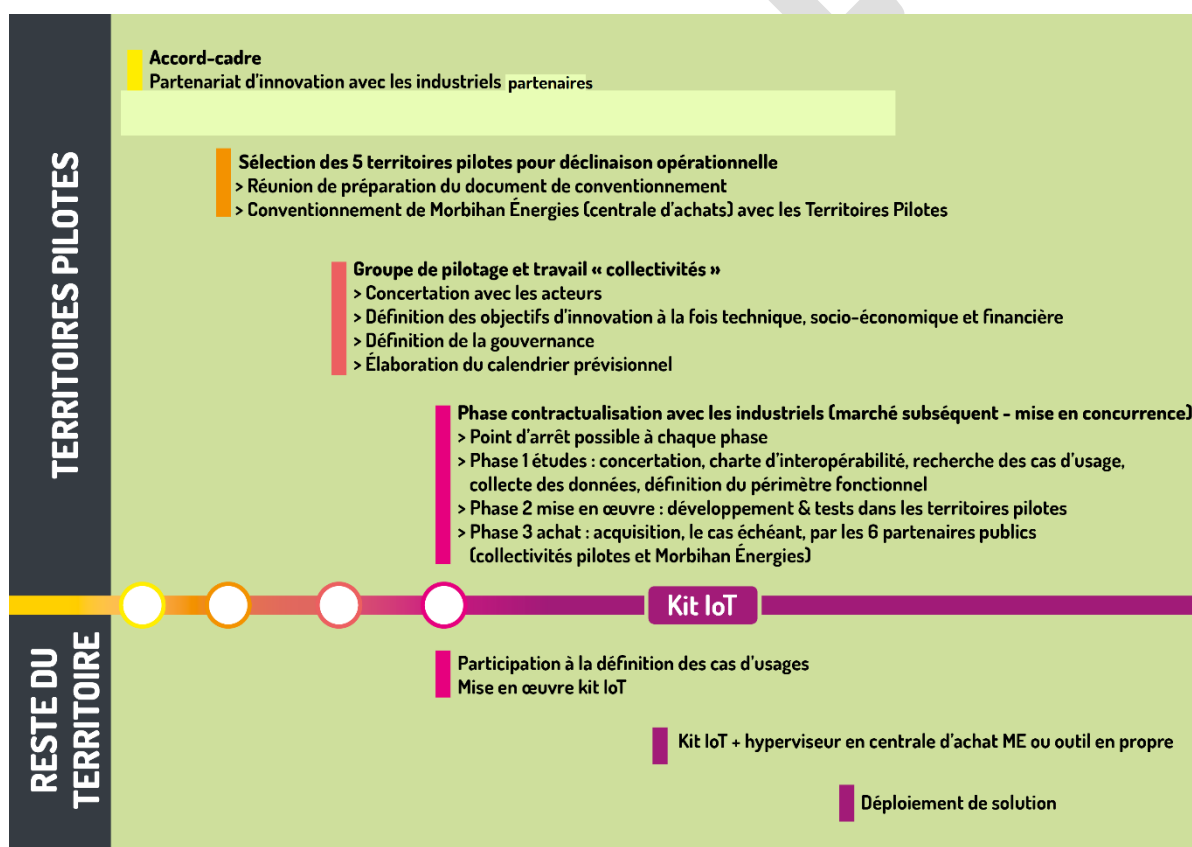 TERRITOIRES PILOTES
Accord-cadre
Partenariat d'innovation avec les industriels partenaires
Sélection des 5 territoires pilotes pour déclinaison opérationnelle
> Réunion de préparation du document de conventionnement
> Conventionnement de Morbihan Énergies (centrale d'achats) avec les Territoires Pilotes
Groupe de pilotage et travail « collectivités »
> Concertation avec les acteurs
> Définition des objectifs d'innovation à la fois technique, socio-économique et financière
> Définition de la gouvernance
> Élaboration du calendrier prévisionnel
Phase contractualisation avec les industriels (marché subséquent - mise en concurrence)
> Point d'arrêt possible à chaque phase
> Phase 1 études : concertation, charte d'interopérabilité, recherche des cas d'usage,
collecte des données, définition du périmètre fonctionnel
> Phase 2 mise en œuvre : développement & tests dans les territoires pilotes
> Phase 3 achat : acquisition, le cas échéant, par les 6 partenaires publics
(collectivités pilotes et Morbihan Énergies)
Kit IoT
RESTE DU
TERRITOIRE
Participation à la définition des cas d'usages
Mise en œuvre kit IoT
Kit IoT + hyperviseur en centrale d'achat ME ou outil en propre
Déploiement de solution